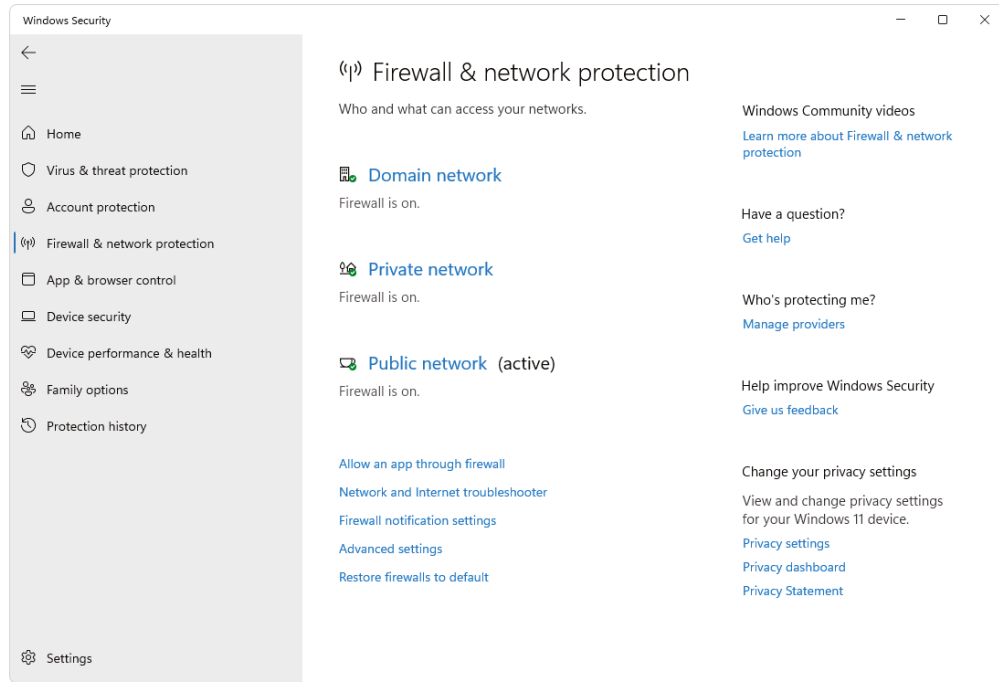 Windows Security
Home
Virus & threat protection
Account protection
Firewall & network protection
App & browser control
Device security
Device performance & health
Family options
Protection history
Settings
Firewall & network protection
Who and what can access your networks.
Domain network
Firewall is on.
Private network
Firewall is on.
Public network (active)
Firewall is on.
Allow an app through firewall
Network and Internet troubleshooter
Firewall notification settings
Advanced settings
Restore firewalls to default
Windows Community videos
Learn more about Firewall & network
protection
Have a question?
Get help
Who's protecting me?
Manage providers
Help improve Windows Security
Give us feedback
Change your privacy settings
View and change privacy settings
for your Windows 11 device.
Privacy settings
Privacy dashboard
Privacy Statement